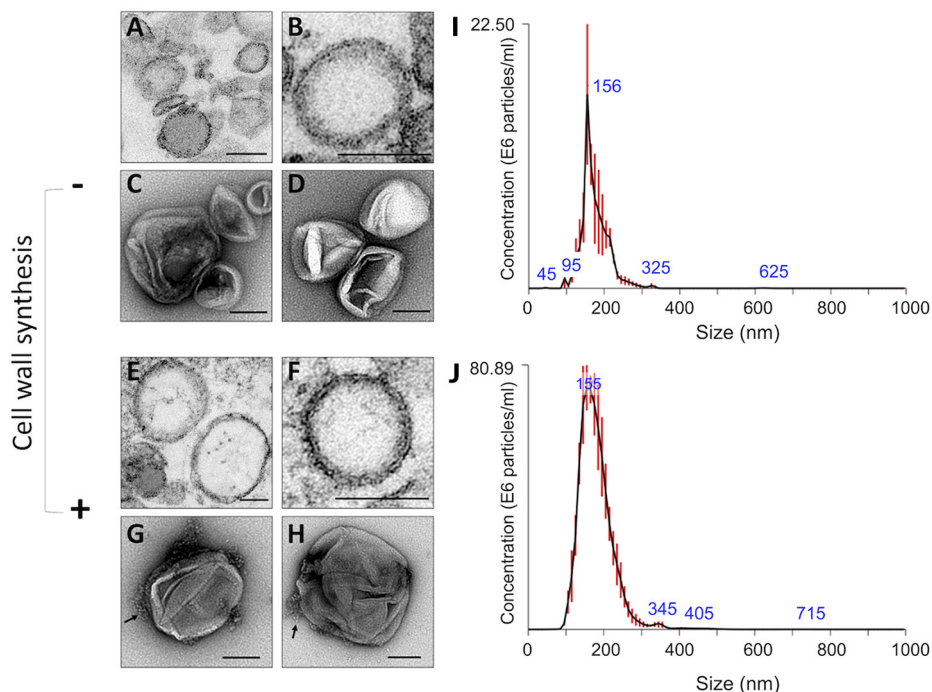 A
B
C
D
-
Cell wall synthesis
E
F
+
G
H
I
22.50
Concentration (E6 particles/ml)
156
45
95
325
625
0
200
400
600
800
1000
Size (nm)
J
80.89
Concentration (E6 particles/ml)
155
345
405
715
0
200
400
600
800
1000
Size (nm)